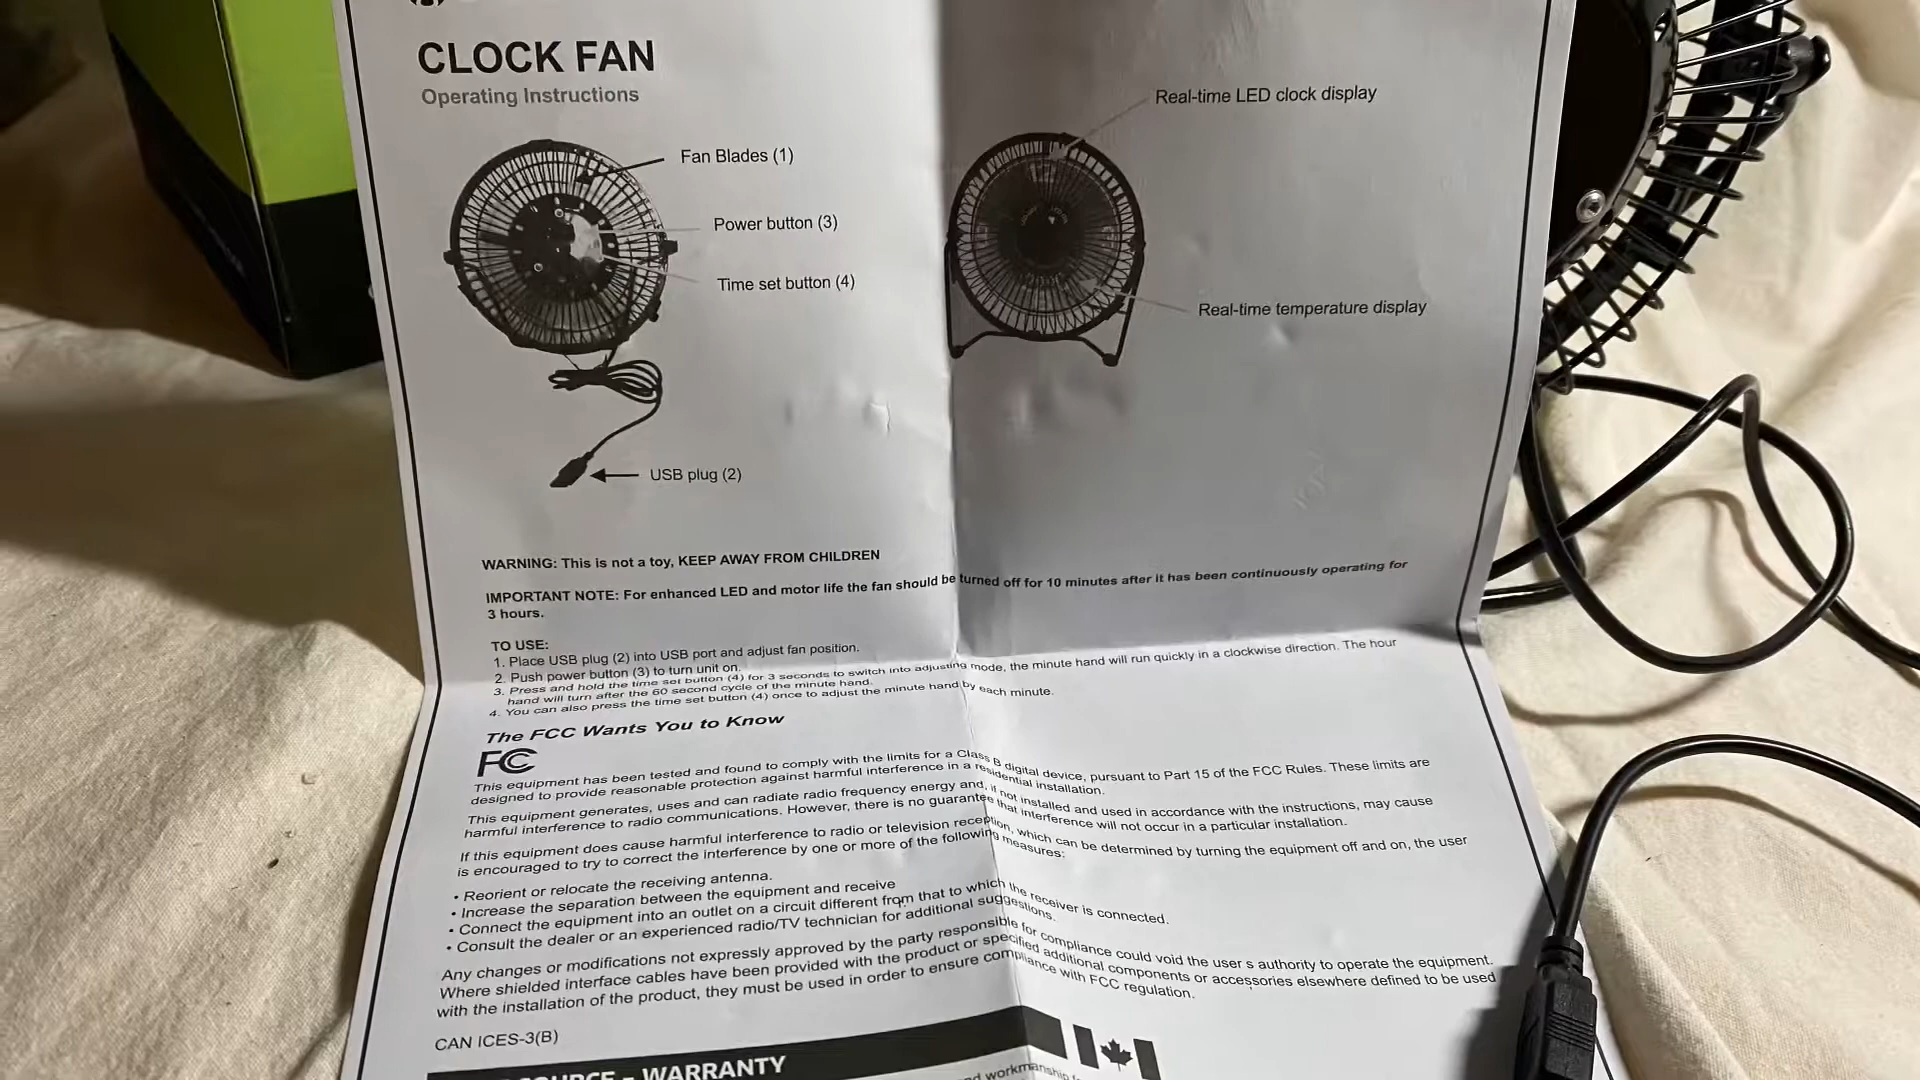 CLOCK FAN
Operating Instructions
Fan Blades (1)
Power button (3)
Time set button (4)
USB plug (2)
Real-time LED clock display
Real-time temperature display
WARNING: This is not a toy, KEEP AWAY FROM CHILDREN
IMPORTANT NOTE: For enhanced LED and motor life the fan should be turned off for 10 minutes after it has been continuously operating for
3 hours.
TO USE:
1. Place USB plug (2) into USB port and adjust fan position.
2. Push power button (3) to turn unit on.
3. Press and hold the time set button (4) for 3 seconds to switch into adjusting mode, the minute hand will run quickly in a clockwise direction. The hour
hand will turn after the 60 second cycle of the minute hand.
4. You can also press the time set button (4) once to adjust the minute hand by each minute.
The FCC Wants You to Know
FC
This equipment has been tested and found to comply with the limits for a Class B digital device, pursuant to Part 15 of the FCC Rules. These limits are
designed to provide reasonable protection against harmful interference in a residential installation.
This equipment generates, uses and can radiate radio frequency energy and, if not installed and used in accordance with the instructions, may cause
harmful interference to radio communications. However, there is no guarantee that interference will not occur in a particular installation.
If this equipment does cause harmful interference to radio or television reception, which can be determined by turning the equipment off and on, the user
is encouraged to try to correct the interference by one or more of the following measures:
• Reorient or relocate the receiving antenna.
• Increase the separation between the equipment and receive
• Connect the equipment into an outlet on a circuit different from that to which the receiver is connected.
• Consult the dealer or an experienced radio/TV technician for additional suggestions.
Any changes or modifications not expressly approved by the party responsible for compliance could void the user s authority to operate the equipment.
Where shielded interface cables have been provided with the product or specified additional components or accessories elsewhere defined to be used
with the installation of the product, they must be used in order to ensure compliance with FCC regulation.
CAN ICES-3(B)
– WARRANTY
workmanship